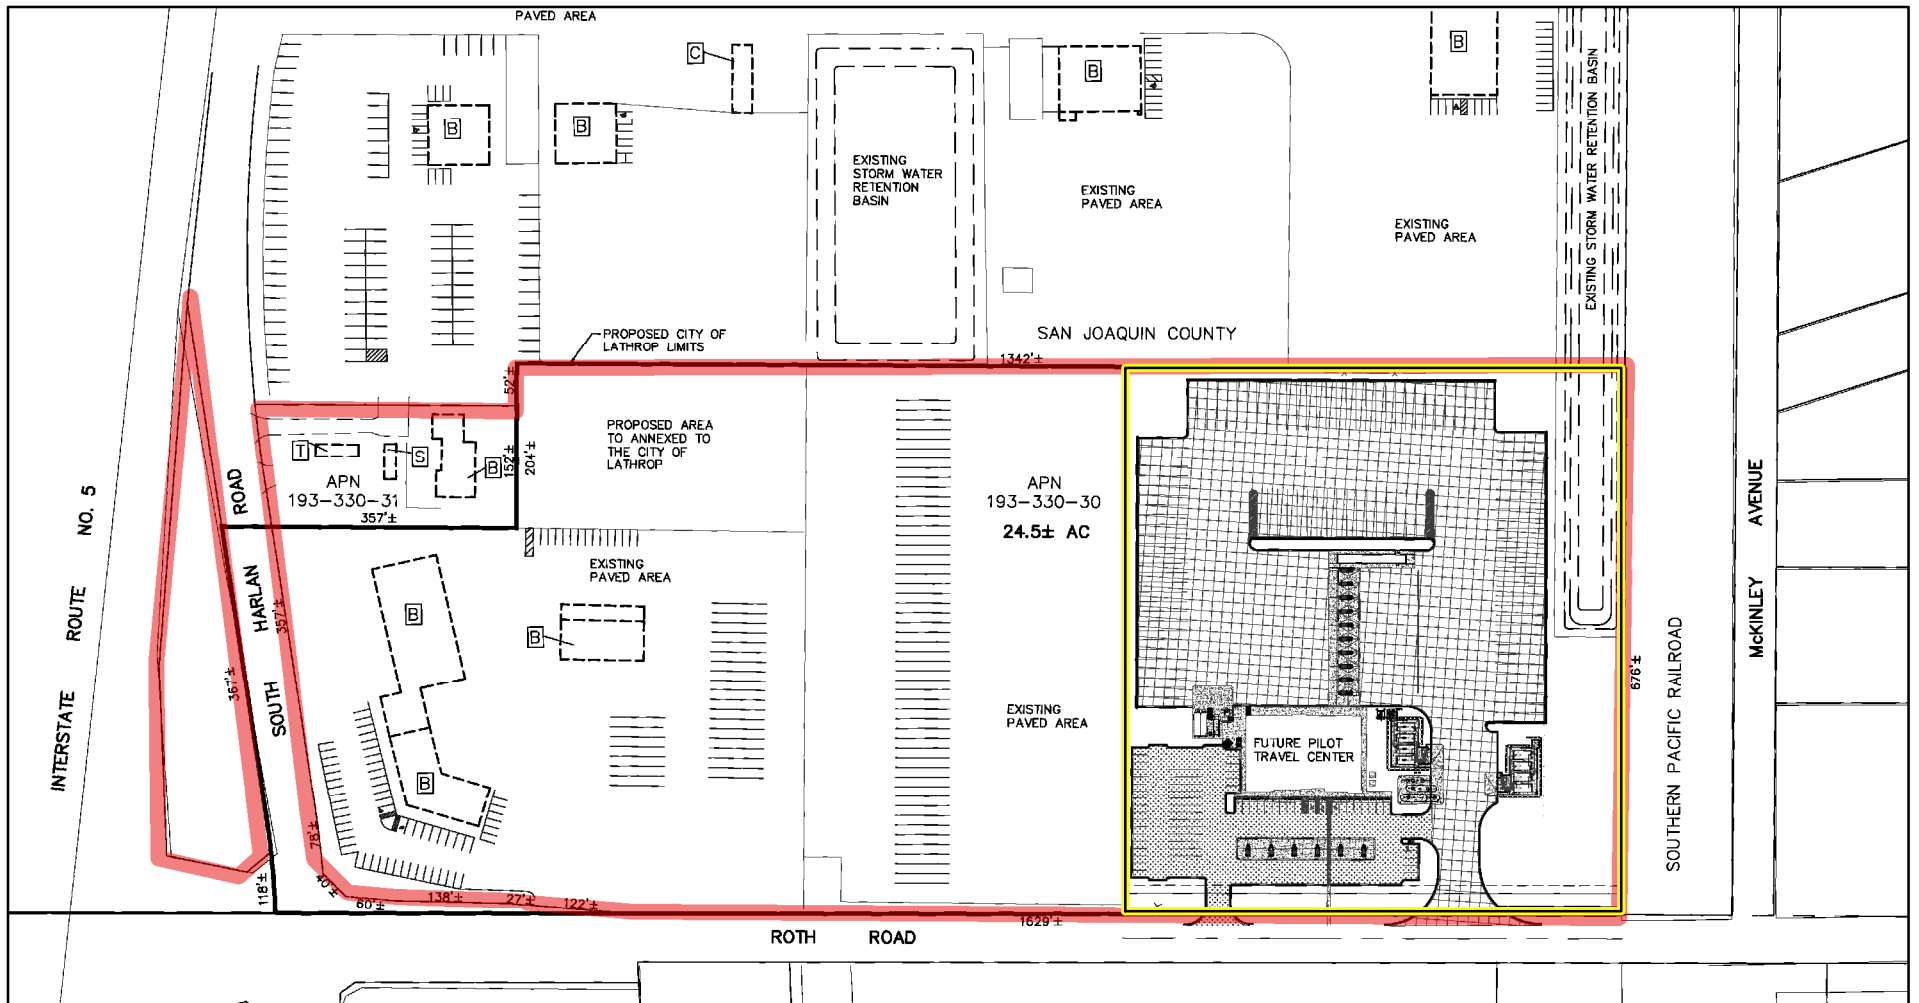 PAVED AREA
C
B
B
B
B
EXISTING
STORM WATER
RETENTION
BASIN
EXISTING
PAVED AREA
EXISTING
PAVED AREA
EXISTING STORM WATER RETENTION BASIN
PROPOSED CITY OF
LATHROP LIMITS
SAN JOAQUIN COUNTY
1342'±
52'±
PROPOSED AREA
TO ANNEXED TO
THE CITY OF
LATHROP
152'±
204'±
T
S
B
APN
193-330-31
357'±
APN
193-330-30
24.5± AC
INTERSTATE ROUTE NO. 5
SOUTH HARLAN ROAD
357'±
367'±
EXISTING
PAVED AREA
B
B
B
EXISTING
PAVED AREA
FUTURE PILOT
TRAVEL CENTER
676'±
SOUTHERN PACIFIC RAILROAD
McKINLEY AVENUE
78'±
40'±
118'±
60'±
138'±
27'±
122'±
1629'±
ROTH ROAD